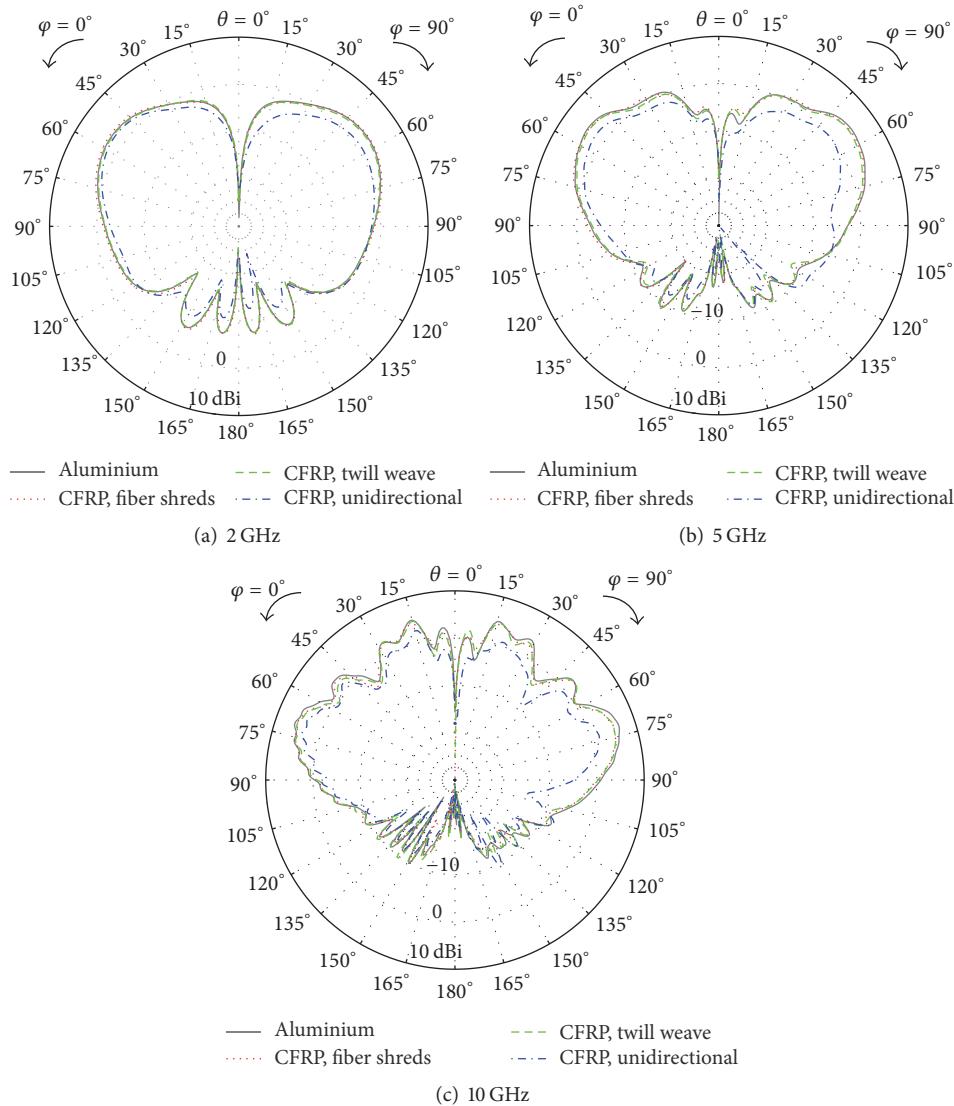 φ = 0° 15° θ = 0° 15° φ = 90°
30° 30°
45° 45°
60° 60°
75° 75°
90° 90°
105° 105°
120° 120°
135° 0 135°
150° 10 dBi 150°
165° 180° 165°
Aluminium CFRP, twill weave
CFRP, fiber shreds CFRP, unidirectional
(a) 2 GHz
φ = 0° 15° θ = 0° 15° φ = 90°
30° 30°
45° 45°
60° 60°
75° 75°
90° 90°
105° 105°
−10
120° 120°
135° 0 135°
150° 10 dBi 150°
165° 180° 165°
Aluminium CFRP, twill weave
CFRP, fiber shreds CFRP, unidirectional
(b) 5 GHz
φ = 0° 15° θ = 0° 15° φ = 90°
30° 30°
45° 45°
60° 60°
75° 75°
90° 90°
105° 105°
−10
120° 120°
135° 0 135°
150° 10 dBi 150°
165° 180° 165°
Aluminium CFRP, twill weave
CFRP, fiber shreds CFRP, unidirectional
(c) 10 GHz